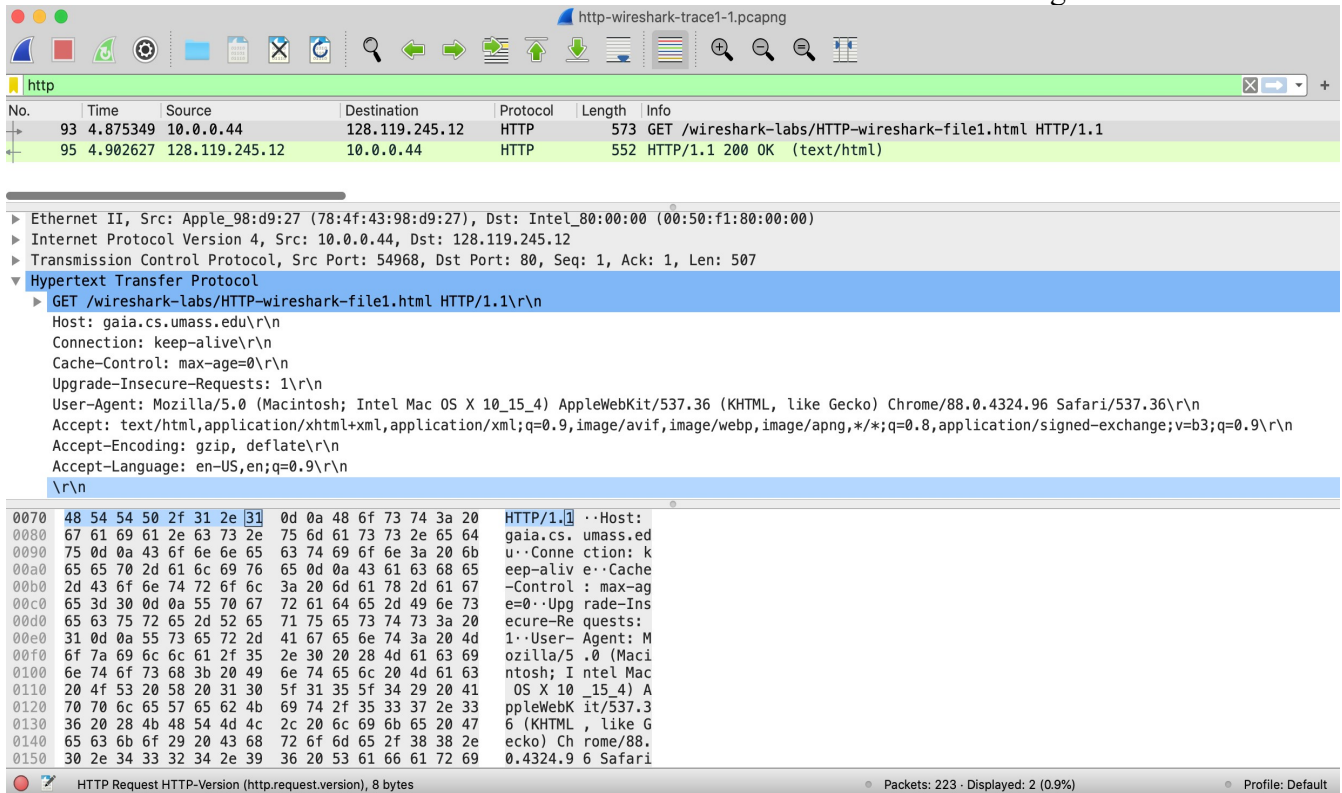 http-wireshark-trace1-1.pcapng
http
No. Time Source Destination Protocol Length Info
93 4.875349 10.0.0.44 128.119.245.12 HTTP 573 GET /wireshark-labs/HTTP-wireshark-file1.html HTTP/1.1
95 4.902627 128.119.245.12 10.0.0.44 HTTP 552 HTTP/1.1 200 OK (text/html)
Ethernet II, Src: Apple_98:d9:27 (78:4f:43:98:d9:27), Dst: Intel_80:00:00 (00:50:f1:80:00:00)
Internet Protocol Version 4, Src: 10.0.0.44, Dst: 128.119.245.12
Transmission Control Protocol, Src Port: 54968, Dst Port: 80, Seq: 1, Ack: 1, Len: 507
Hypertext Transfer Protocol
GET /wireshark-labs/HTTP-wireshark-file1.html HTTP/1.1\r\n
Host: gaia.cs.umass.edu\r\n
Connection: keep-alive\r\n
Cache-Control: max-age=0\r\n
Upgrade-Insecure-Requests: 1\r\n
User-Agent: Mozilla/5.0 (Macintosh; Intel Mac OS X 10_15_4) AppleWebKit/537.36 (KHTML, like Gecko) Chrome/88.0.4324.96 Safari/537.36\r\n
Accept: text/html,application/xhtml+xml,application/xml;q=0.9,image/avif,image/webp,image/apng,*/*;q=0.8,application/signed-exchange;v=b3;q=0.9\r\n
Accept-Encoding: gzip, deflate\r\n
Accept-Language: en-US,en;q=0.9\r\n
\r\n
0070 48 54 54 50 2f 31 2e 31 0d 0a 48 6f 73 74 3a 20 HTTP/1.1 ··Host:
0080 67 61 69 61 2e 63 73 2e 75 6d 61 73 73 2e 65 64 gaia.cs. umass.ed
0090 75 0d 0a 43 6f 6e 6e 65 63 74 69 6f 6e 3a 20 6b u··Conne ction: k
00a0 65 65 70 2d 61 6c 69 76 65 0d 0a 43 61 63 68 65 eep-aliv e··Cache
00b0 2d 43 6f 6e 74 72 6f 6c 3a 20 6d 61 78 2d 61 67 -Control : max-ag
00c0 65 3d 30 0d 0a 55 70 67 72 61 64 65 2d 49 6e 73 e=0··Upg rade-Ins
00d0 65 63 75 72 65 2d 52 65 71 75 65 73 74 73 3a 20 ecure-Re quests:
00e0 31 0d 0a 55 73 65 72 2d 41 67 65 6e 74 3a 20 4d 1··User- Agent: M
00f0 6f 7a 69 6c 6c 61 2f 35 2e 30 20 28 4d 61 63 69 ozilla/5 .0 (Maci
0100 6e 74 6f 73 68 3b 20 49 6e 74 65 6c 20 4d 61 63 ntosh; I ntel Mac
0110 20 4f 53 20 58 20 31 30 5f 31 35 5f 34 29 20 41 OS X 10 _15_4) A
0120 70 70 6c 65 57 65 62 4b 69 74 2f 35 33 37 2e 33 ppleWebK it/537.3
0130 36 20 28 4b 48 54 4d 4c 2c 20 6c 69 6b 65 20 47 6 (KHTML , like G
0140 65 63 6b 6f 29 20 43 68 72 6f 6d 65 2f 38 38 2e ecko) Ch rome/88.
0150 30 2e 34 33 32 34 2e 39 36 20 53 61 66 61 72 69 0.4324.9 6 Safari
HTTP Request HTTP-Version (http.request.version), 8 bytes Packets: 223 · Displayed: 2 (0.9%) Profile: Default